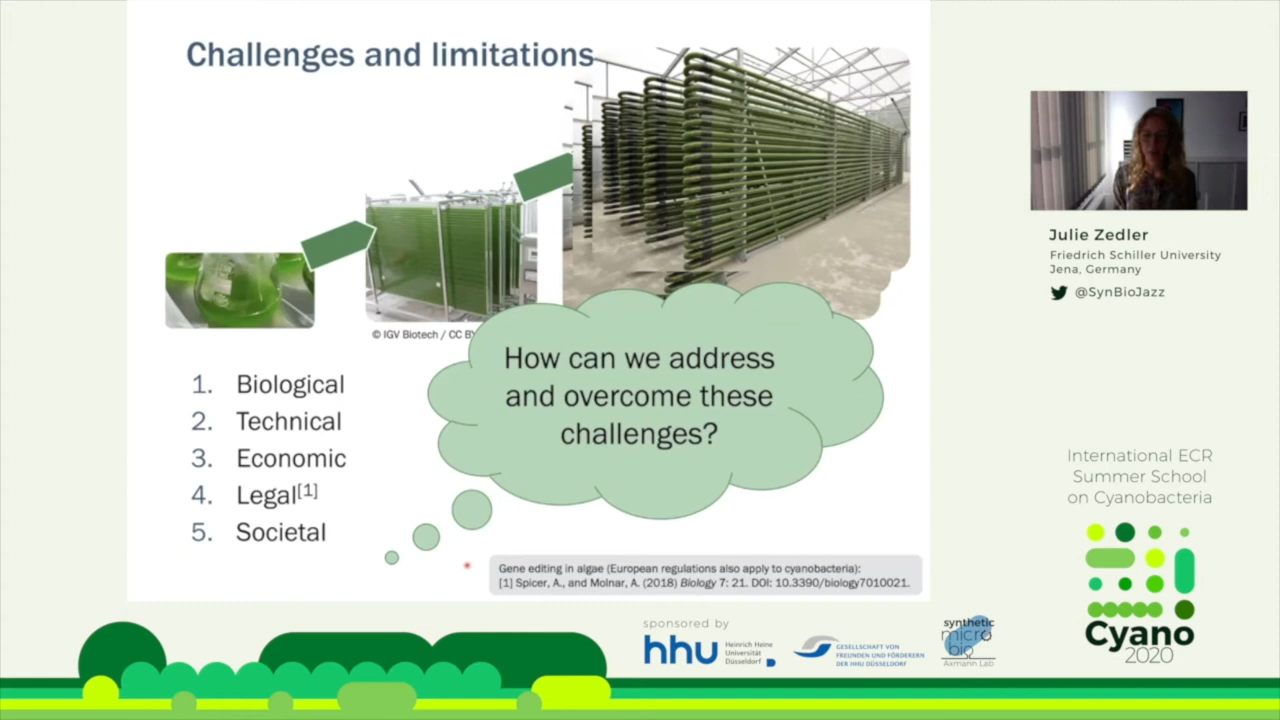 Challenges and limitations
© IGV Biotech / CC BY
How can we address
and overcome these
challenges?
1. Biological
2. Technical
3. Economic
4. Legal[1]
5. Societal
Gene editing in algae (European regulations also apply to cyanobacteria):
[1] Spicer, A., and Molnar, A. (2018) Biology 7: 21. DOI: 10.3390/biology7010021.
Julie Zedler
Friedrich Schiller University
Jena, Germany
@SynBioJazz
International ECR
Summer School
on Cyanobacteria
Cyano
2020
sponsored by
hhu
Heinrich Heine
Universität
Düsseldorf
GESELLSCHAFT VON
FREUNDEN UND FÖRDERERN
DER HHU DÜSSELDORF
synthetic
micro
bio
Axmann Lab